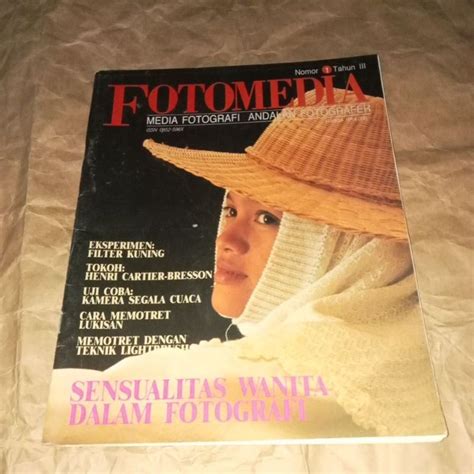 Nomor 1 Tahun III
FOTOMEDIA
MEDIA FOTOGRAFI ANDALAN FOTOGRAFER
EKSPERIMEN:
FILTER KUNING
TOKOH:
HENRI CARTIER-BRESSON
UJI COBA:
KAMERA SEGALA CUACA
CARA MEMOTRET
LUKISAN
MEMOTRET DENGAN
TEKNIK LIGHTBRUSH
SENSUALITAS WANITA
DALAM FOTOGRAFI